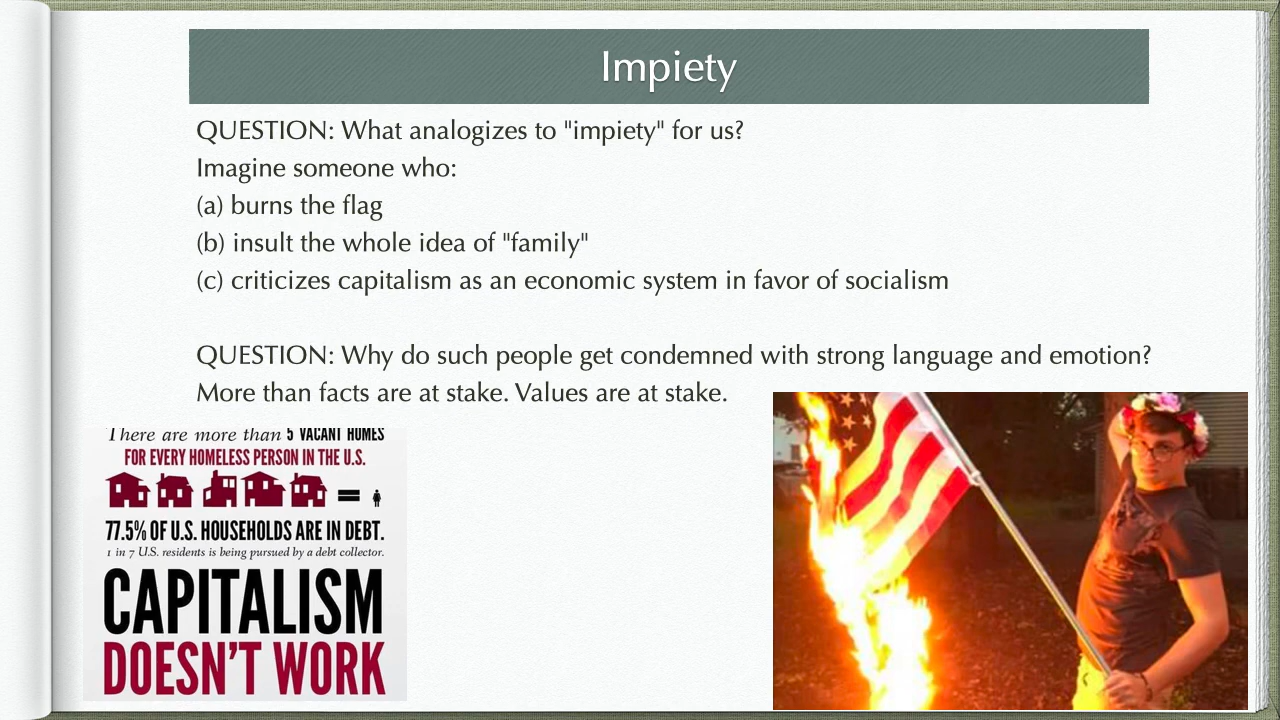 Impiety
QUESTION: What analogizes to "impiety" for us?
Imagine someone who:
(a) burns the flag
(b) insult the whole idea of "family"
(c) criticizes capitalism as an economic system in favor of socialism
QUESTION: Why do such people get condemned with strong language and emotion?
More than facts are at stake. Values are at stake.
There are more than 5 VACANT HOMES
FOR EVERY HOMELESS PERSON IN THE U.S.
77.5% OF U.S. HOUSEHOLDS ARE IN DEBT.
1 in 7 U.S. residents is being pursued by a debt collector.
CAPITALISM
DOESN'T WORK